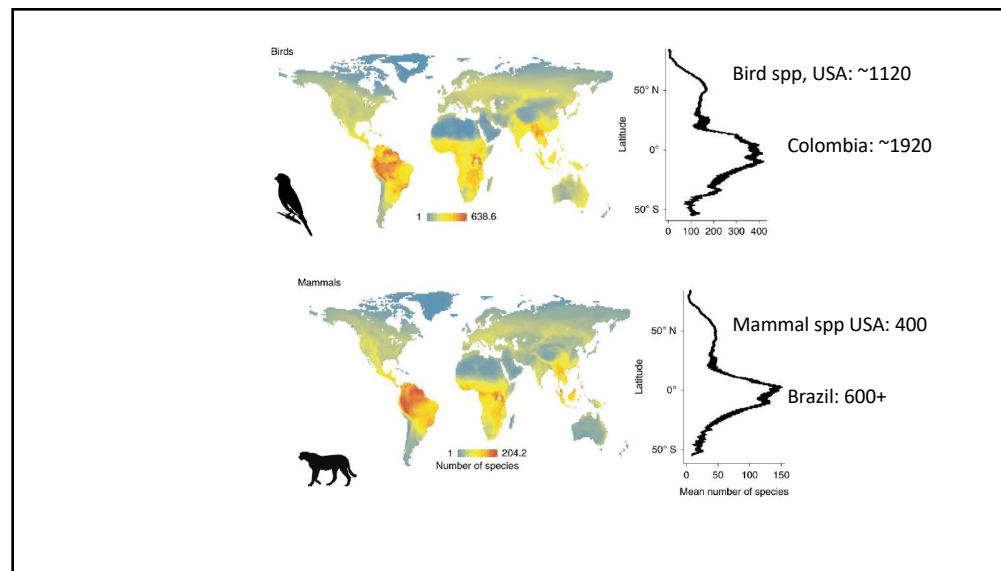 Birds
1 638.6
Latitude
50° N
0°
50° S
0 100 200 300 400
Bird spp, USA: ~1120
Colombia: ~1920
Mammals
1 204.2
Number of species
Latitude
50° N
0°
50° S
0 50 100 150
Mean number of species
Mammal spp USA: 400
Brazil: 600+